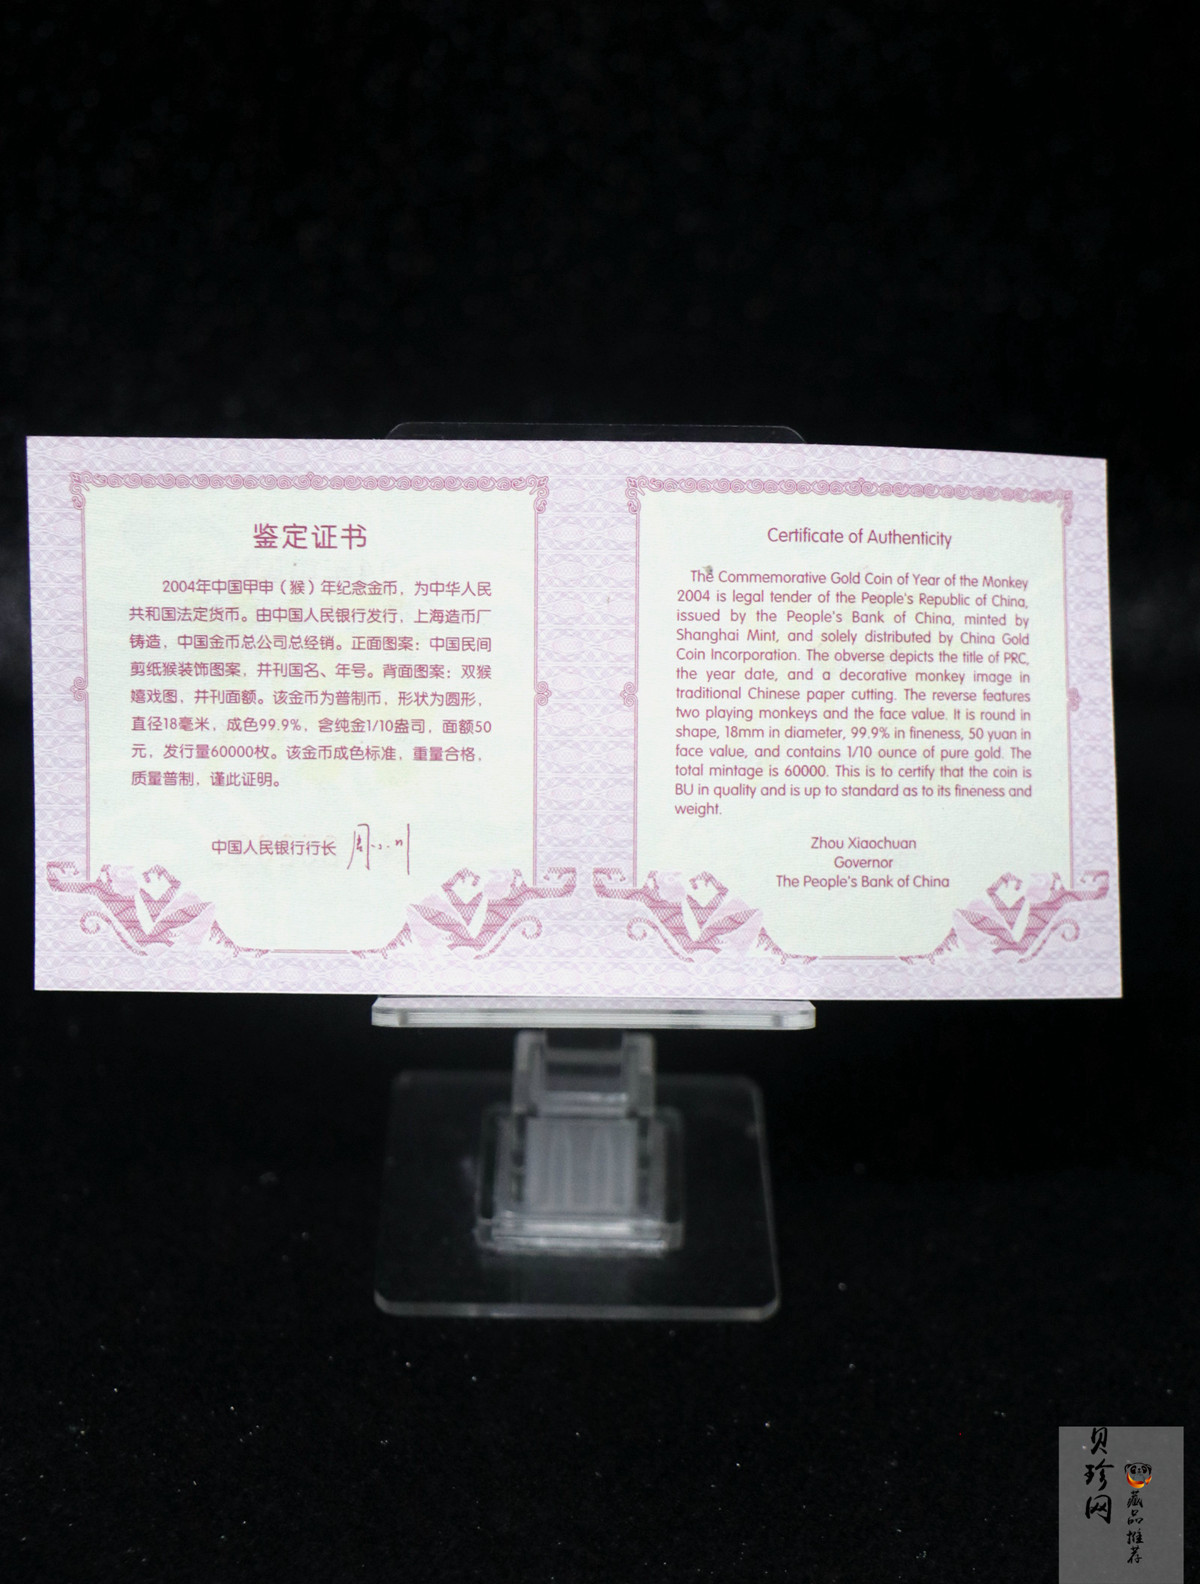 鉴定证书
2004年中国甲申（猴）年纪念金币，为中华人民
共和国法定货币。由中国人民银行发行，上海造币厂
铸造，中国金币总公司总经销。正面图案：中国民间
剪纸猴装饰图案，并刊国名、年号。背面图案：双猴
嬉戏图，并刊面额。该金币为普制币，形状为圆形，
直径18毫米，成色99.9%，含纯金1/10盎司，面额50
元，发行量60000枚。该金币成色标准，重量合格，
质量普制，谨此证明。
中国人民银行行长 周小川
Certificate of Authenticity
The Commemorative Gold Coin of Year of the Monkey
2004 is legal tender of the People's Republic of China,
issued by the People's Bank of China, minted by
Shanghai Mint, and solely distributed by China Gold
Coin Incorporation. The obverse depicts the title of PRC,
the year date, and a decorative monkey image in
traditional Chinese paper cutting. The reverse features
two playing monkeys and the face value. It is round in
shape, 18mm in diameter, 99.9% in fineness, 50 yuan in
face value, and contains 1/10 ounce of pure gold. The
total mintage is 60000. This is to certify that the coin is
BU in quality and is up to standard as to its fineness and
weight.
Zhou Xiaochuan
Governor
The People's Bank of China
贝珍网
藏品推荐